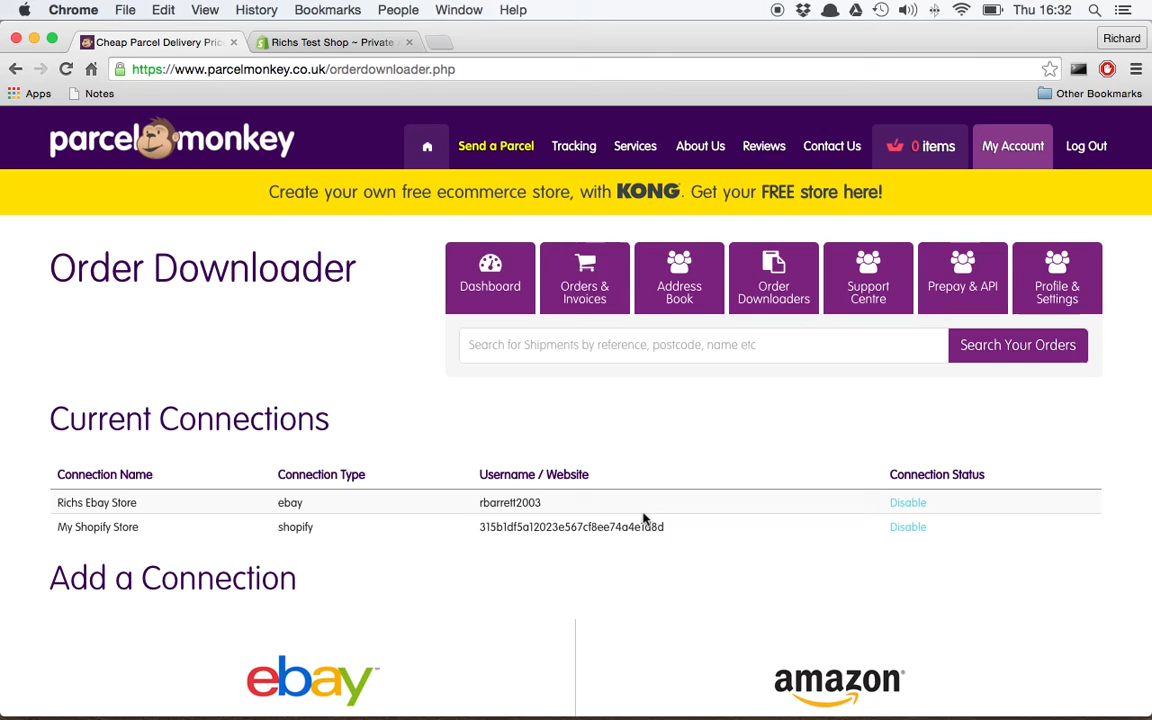 Chrome File Edit View History Bookmarks People Window Help Thu 16:32
Cheap Parcel Delivery Pric Richs Test Shop ~ Private / Richard
https://www.parcelmonkey.co.uk/orderdownloader.php
Apps Notes Other Bookmarks
parcel monkey Send a Parcel Tracking Services About Us Reviews Contact Us 0 items My Account Log Out
Create your own free ecommerce store, with KONG. Get your FREE store here!
Order Downloader
Dashboard
Orders & Invoices
Address Book
Order Downloaders
Support Centre
Prepay & API
Profile & Settings
Search for Shipments by reference, postcode, name etc Search Your Orders
Current Connections
Connection Name Connection Type Username / Website Connection Status
Richs Ebay Store ebay rbarrett2003 Disable
My Shopify Store shopify 315b1df5a12023e567cf8ee74a4e1a8d Disable
Add a Connection
ebay amazon